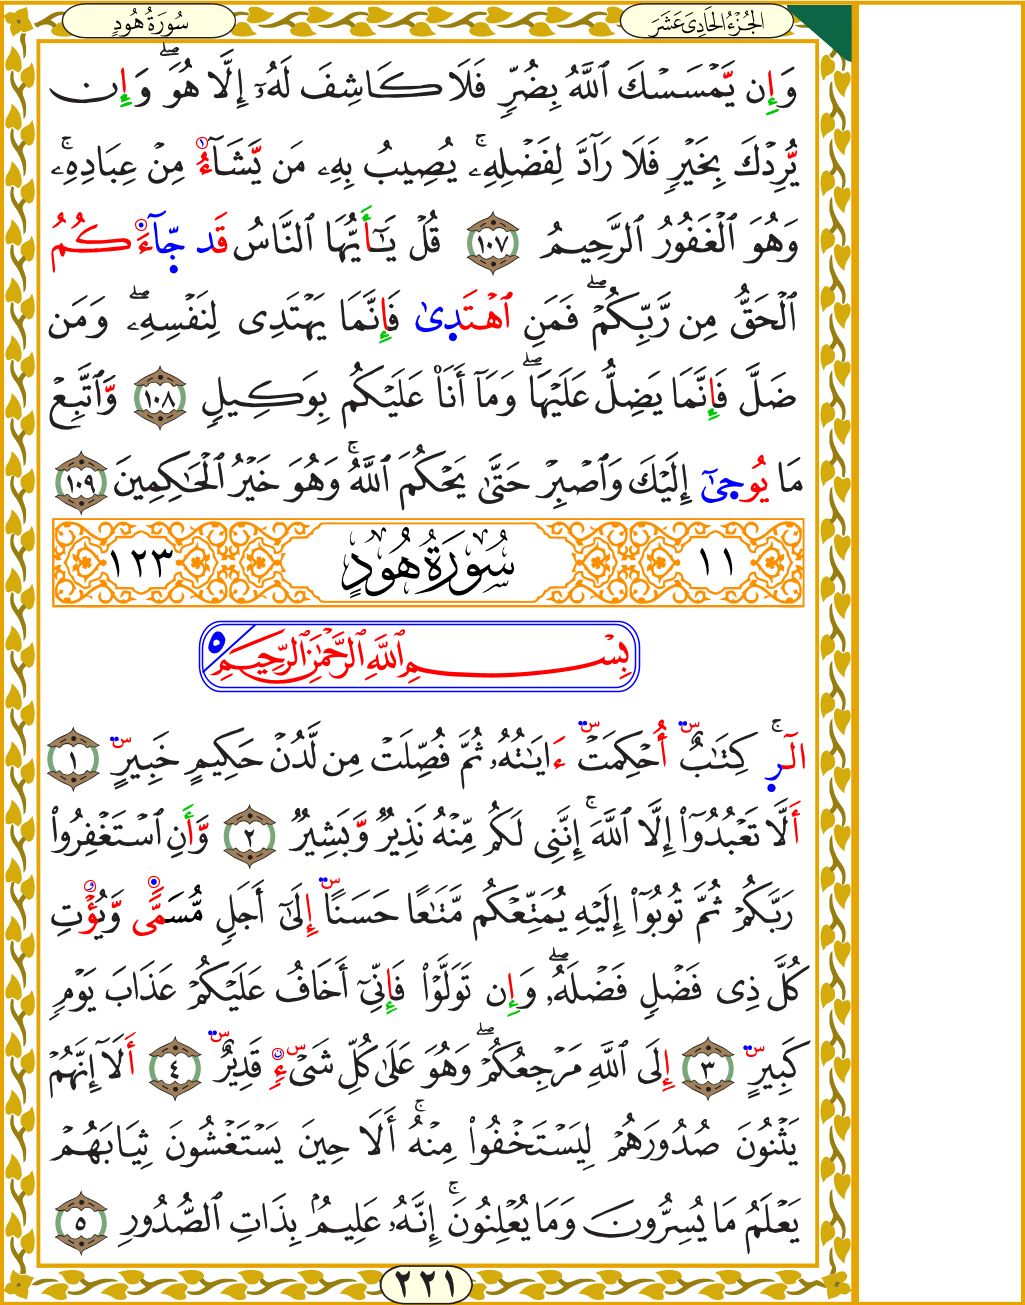 الجُزْءُ الحَادِيَ عَشَرَ
سُورَةُ هُودٍ
وَإِن يَّمْسَسْكَ ٱللَّهُ بِضُرٍّ فَلَا كَاشِفَ لَهُۥٓ إِلَّا هُوَۖ وَإِن
يُّرِدْكَ بِخَيْرٍ فَلَا رَآدَّ لِفَضْلِهِۦۚ يُصِيبُ بِهِۦ مَن يَّشَآءُ مِنْ عِبَادِهِۦۚ
وَهُوَ ٱلْغَفُورُ ٱلرَّحِيمُ ١٠٧ قُلْ يَـٰٓأَيُّهَا ٱلنَّاسُ قَد جَّآءَكُمُ
ٱلْحَقُّ مِن رَّبِّكُمْۖ فَمَنِ ٱهْتَدِىٰ فَإِنَّمَا يَهْتَدِى لِنَفْسِهِۦۖ وَمَن
ضَلَّ فَإِنَّمَا يَضِلُّ عَلَيْهَاۖ وَمَآ أَنَا۠ عَلَيْكُم بِوَكِيلٍ ١٠٨ وَّٱتَّبِعْ
مَا يُوحِىٰٓ إِلَيْكَ وَٱصْبِرْ حَتَّىٰ يَحْكُمَ ٱللَّهُۚ وَهُوَ خَيْرُ ٱلْحَـٰكِمِينَ ١٠٩
١١ سُورَةُ هُودٍ ١٢٣
بِسْمِ ٱللَّهِ ٱلرَّحْمَـٰنِ ٱلرَّحِيمِ ٥
الٓرۚ كِتَـٰبٌ أُحْكِمَتْ ءَايَـٰتُهُۥ ثُمَّ فُصِّلَتْ مِن لَّدُنْ حَكِيمٍ خَبِيرٍ ١
أَلَّا تَعْبُدُوٓا۟ إِلَّا ٱللَّهَۚ إِنَّنِى لَكُم مِّنْهُ نَذِيرٌ وَّبَشِيرٌ ٢ وَّأَنِ ٱسْتَغْفِرُوا۟
رَبَّكُمْ ثُمَّ تُوبُوٓا۟ إِلَيْهِ يُمَتِّعْكُم مَّتَـٰعًا حَسَنًا إِلَىٰٓ أَجَلٍ مُّسَمًّى وَّيُؤْتِ
كُلَّ ذِى فَضْلٍ فَضْلَهُۥۖ وَإِن تَوَلَّوْا۟ فَإِنِّىٓ أَخَافُ عَلَيْكُمْ عَذَابَ يَوْمٍ
كَبِيرٍ ٣ إِلَى ٱللَّهِ مَرْجِعُكُمْۖ وَهُوَ عَلَىٰ كُلِّ شَىْءٍ قَدِيرٌ ٤ أَلَآ إِنَّهُمْ
يَثْنُونَ صُدُورَهُمْ لِيَسْتَخْفُوا۟ مِنْهُۚ أَلَا حِينَ يَسْتَغْشُونَ ثِيَابَهُمْ
يَعْلَمُ مَا يُسِرُّونَ وَمَا يُعْلِنُونَۚ إِنَّهُۥ عَلِيمٌۢ بِذَاتِ ٱلصُّدُورِ ٥
٢٢١